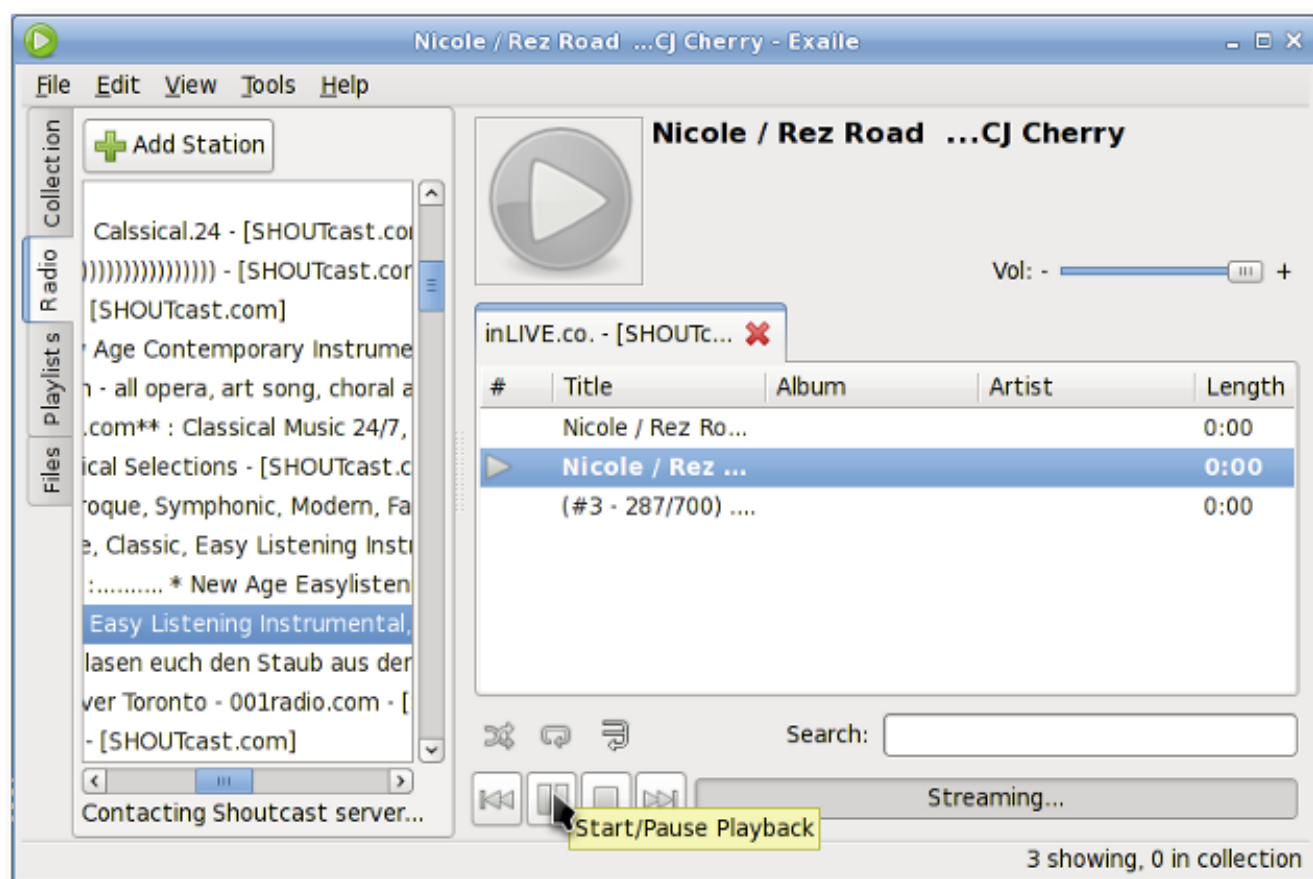 Nicole / Rez Road ...CJ Cherry - Exaile
File Edit View Tools Help
Collection
Radio
Playlists
Files
Add Station
Calssical.24 - [SHOUTcast.co
)))))))))))))))) - [SHOUTcast.cor
[SHOUTcast.com]
Age Contemporary Instrume
- all opera, art song, choral a
.com** : Classical Music 24/7,
ical Selections - [SHOUTcast.c
roque, Symphonic, Modern, Fa
e, Classic, Easy Listening Inst
:.......... * New Age Easylisten
Easy Listening Instrumental,
lasen euch den Staub aus der
ver Toronto - 001radio.com - [
- [SHOUTcast.com]
Contacting Shoutcast server...
Nicole / Rez Road ...CJ Cherry
Vol: - +
inLIVE.co. - [SHOUTc...
# Title Album Artist Length
Nicole / Rez Ro... 0:00
Nicole / Rez ... 0:00
(#3 - 287/700) .... 0:00
Search:
Streaming...
Start/Pause Playback
3 showing, 0 in collection